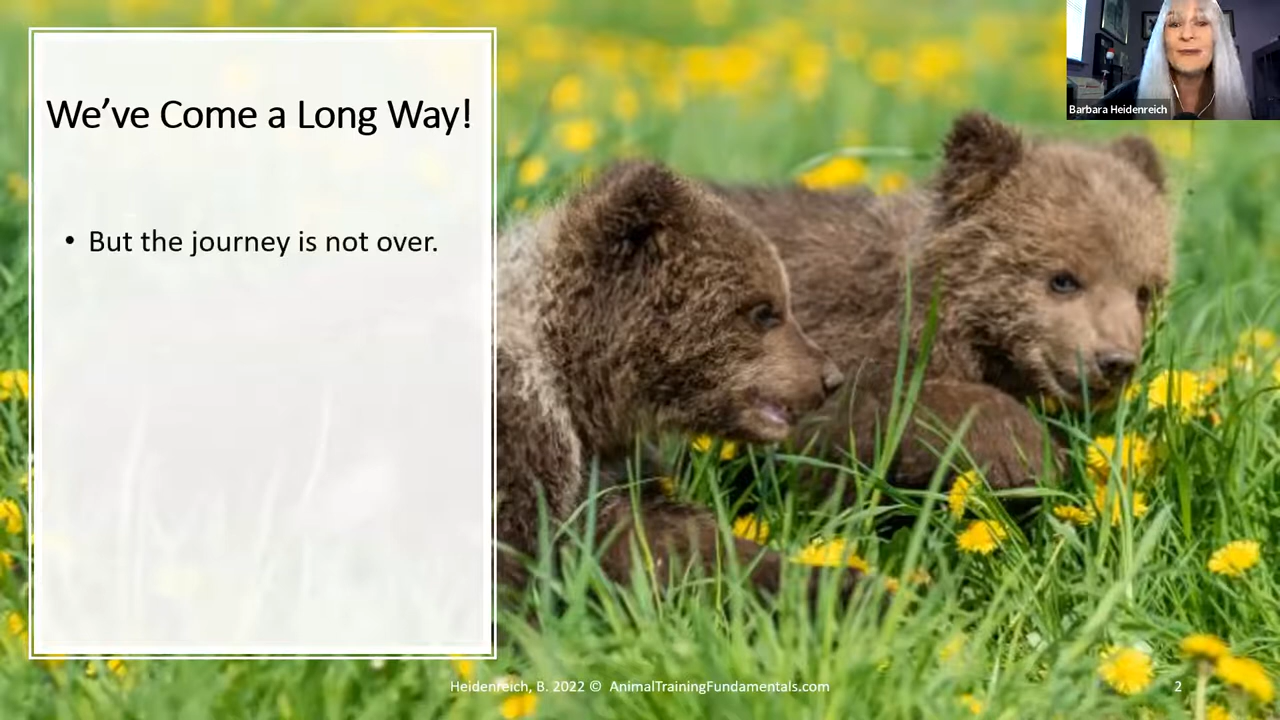 We've Come a Long Way!
• But the journey is not over.
Barbara Heidenreich
Heidenreich, B. 2022 © AnimalTrainingFundamentals.com
2